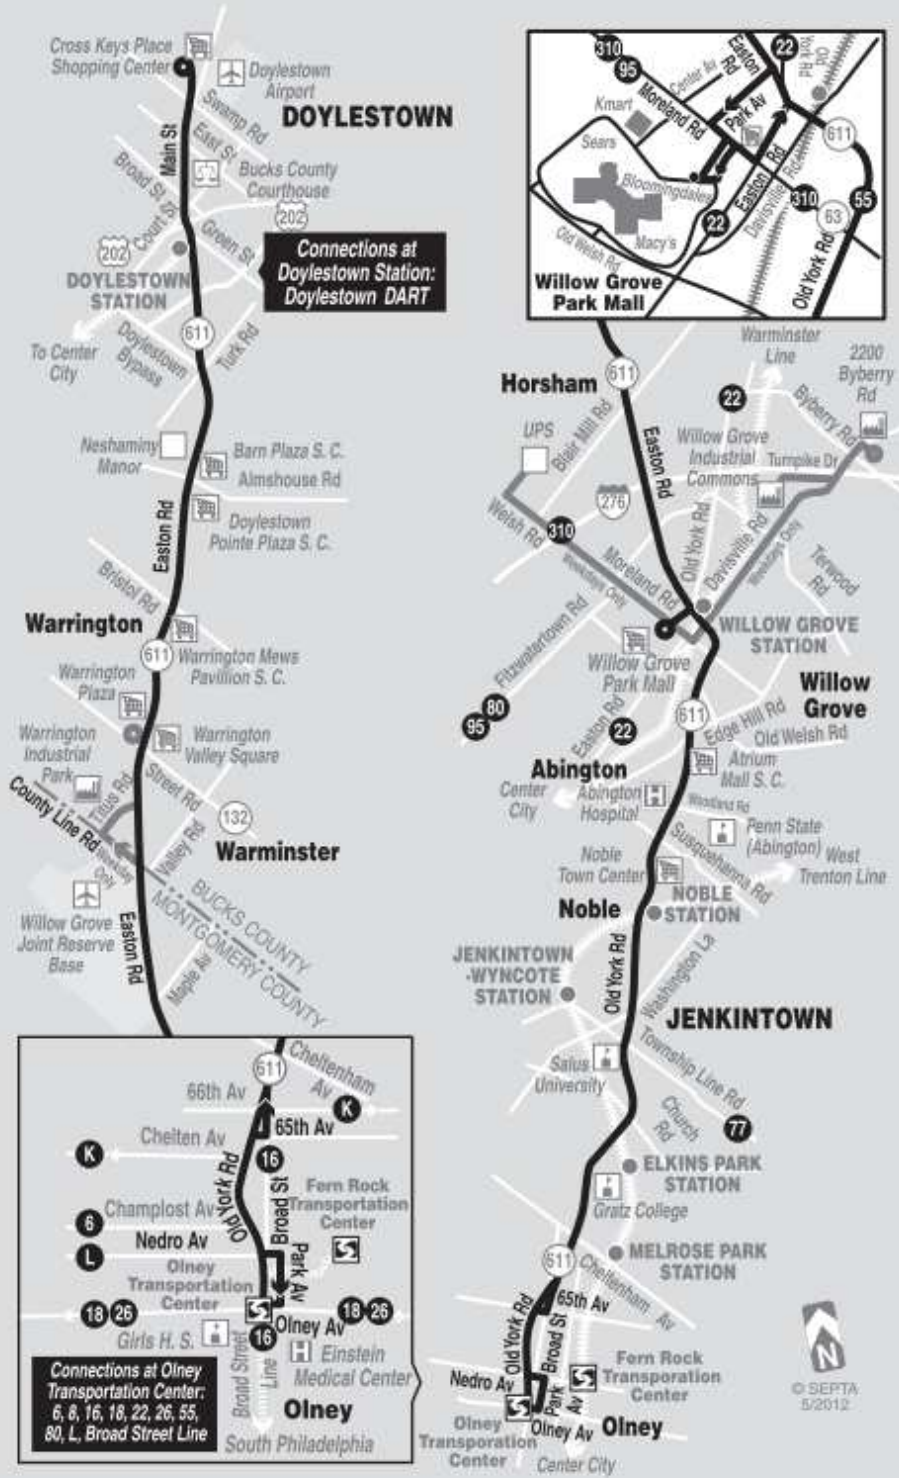 Cross Keys Place
Shopping Center
Doylestown
Airport
DOYLESTOWN
Swamp Rd
East St
Main St
Broad St
Bucks County
Courthouse
202
Court St
Green St
202
DOYLESTOWN
STATION
Connections at
Doylestown Station:
Doylestown DART
611
To Center
City
Doylestown
Bypass
Turk Rd
Neshaminy
Manor
Barn Plaza S. C.
Almshouse Rd
Doylestown
Pointe Plaza S. C.
Easton Rd
Bristol Rd
Warrington
611
Warrington Mews
Pavillion S. C.
Warrington
Plaza
Warrington
Valley Square
Warrington
Industrial
Park
Titus Rd
Street Rd
132
County Line Rd
Weekday
Only
Valley Rd
Warminster
BUCKS COUNTY
MONTGOMERY COUNTY
Willow Grove
Joint Reserve
Base
Easton Rd
Maple Av
611
Cheltenham
Av
66th Av
K
65th Av
Chelten Av
K
16
Old York Rd
Broad St
Fern Rock
Transportation
Center
Champlost Av
6
Nedro Av
L
Park Av
Olney
Transportation
Center
18
26
18
26
Olney Av
Girls H. S.
16
Broad Street
Line
Einstein
Medical Center
Connections at Olney
Transportation Center:
6, 8, 16, 18, 22, 26, 55,
80, L, Broad Street Line
Olney
South Philadelphia
310
95
Easton
Rd
22
Old
York Rd
Center Av
Moreland Rd
Park Av
Kmart
611
Sears
Bloomingdales
Easton Rd
Davisville Rd
310
63
55
22
Macy's
Old Welsh Rd
Old York Rd
Willow Grove
Park Mall
Warminster
Line
2200
Byberry
Rd
611
Horsham
22
Byberry Rd
UPS
Blair Mill Rd
Easton Rd
Willow Grove
Industrial
Commons
Turnpike Dr
276
Welsh Rd
310
Old York Rd
Davisville Rd
Weekdays Only
Moreland Rd
Weekdays Only
Terwood
Rd
Fitzwatertown Rd
WILLOW GROVE
STATION
Willow Grove
Park Mall
Willow
Grove
80
95
611
Easton Rd
22
Edge Hill Rd
Old Welsh Rd
Abington
Atrium
Mall S. C.
Center
City
Abington
Hospital
Woodland Rd
Penn State
(Abington)
Susquehanna Rd
Noble
Town Center
West
Trenton Line
NOBLE
STATION
Noble
JENKINTOWN
-WYNCOTE
STATION
Old York Rd
Washington La
JENKINTOWN
Salus
University
Township Line Rd
Church
Rd
77
ELKINS PARK
STATION
Gratz College
611
MELROSE PARK
STATION
Cheltenham
Av
65th Av
Old York Rd
Broad St
Nedro Av
Park
Av
Fern Rock
Transporation
Center
Olney
Transporation
Center
Olney Av
Olney
Center City
N
© SEPTA
5/2012